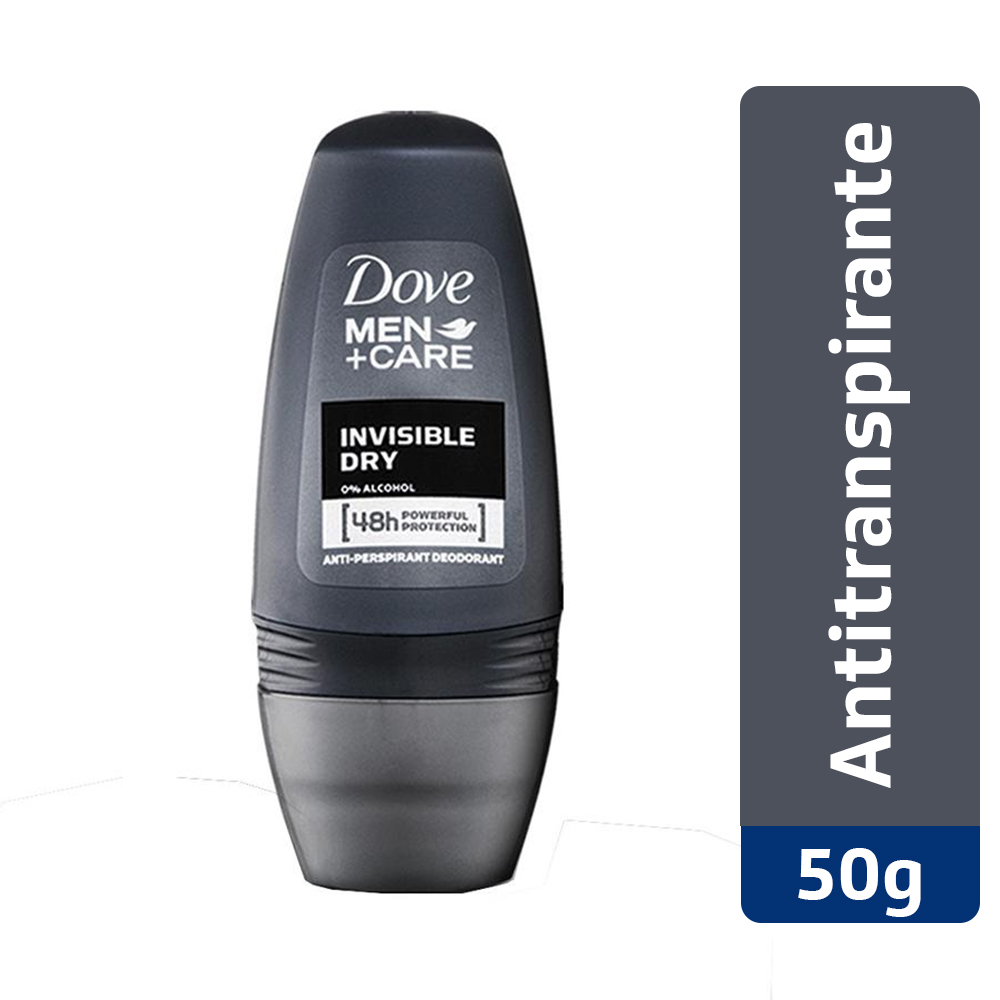 Dove
MEN
+CARE
INVISIBLE
DRY
0% ALCOHOL
[48h POWERFUL
PROTECTION]
ANTI-PERSPIRANT DEODORANT
Antitranspirante
50g